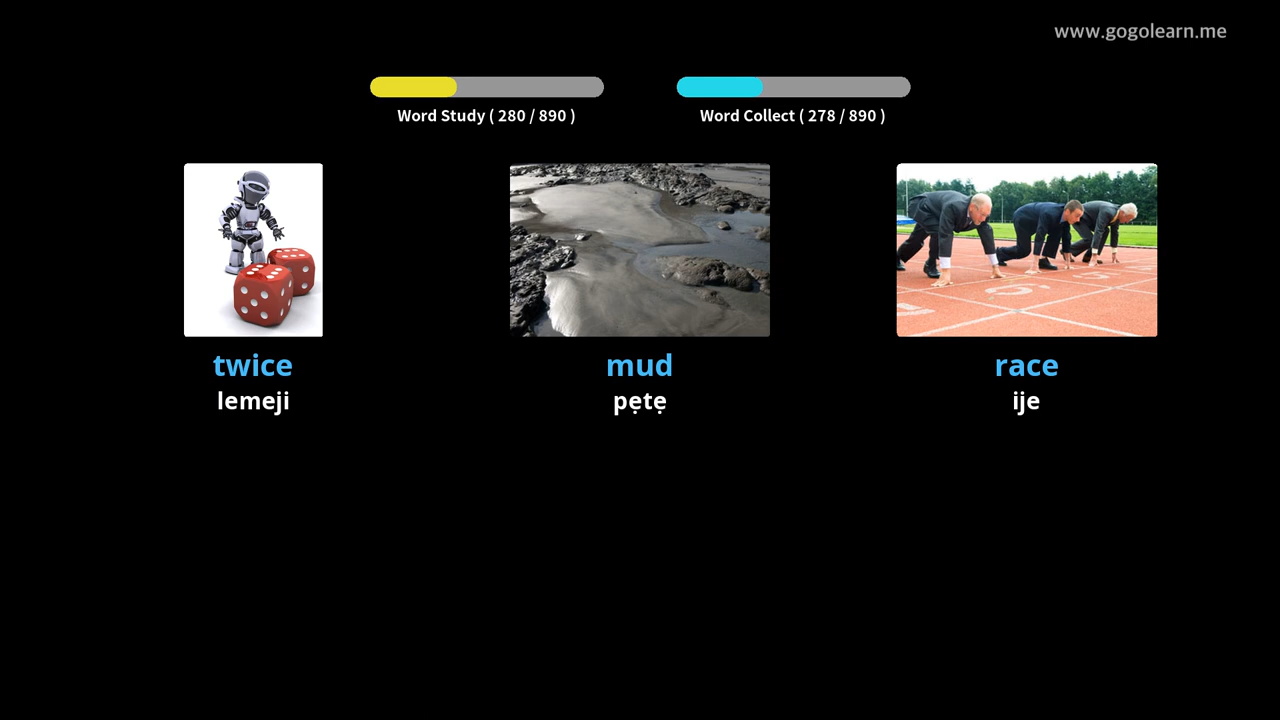 www.gogolearn.me
Word Study ( 280 / 890 )
Word Collect ( 278 / 890 )
twice
lemeji
mud
pẹtẹ
race
ije